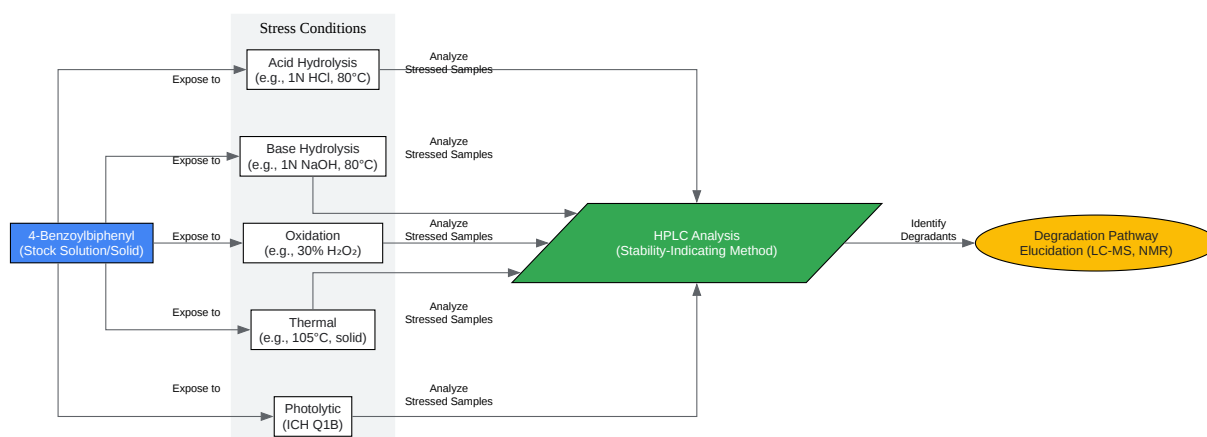 Stress Conditions
Acid Hydrolysis
(e.g., 1N HCl, 80°C)
Analyze
Stressed Samples
Expose to
Base Hydrolysis
(e.g., 1N NaOH, 80°C)
Analyze
Stressed Samples
Expose to
4-Benzoylbiphenyl
(Stock Solution/Solid)
Expose to
Oxidation
(e.g., 30% H₂O₂)
Analyze
Stressed Samples
HPLC Analysis
(Stability-Indicating Method)
Identify
Degradants
Degradation Pathway
Elucidation (LC-MS, NMR)
Expose to
Thermal
(e.g., 105°C, solid)
Analyze
Stressed Samples
Expose to
Photolytic
(ICH Q1B)
Analyze
Stressed Samples